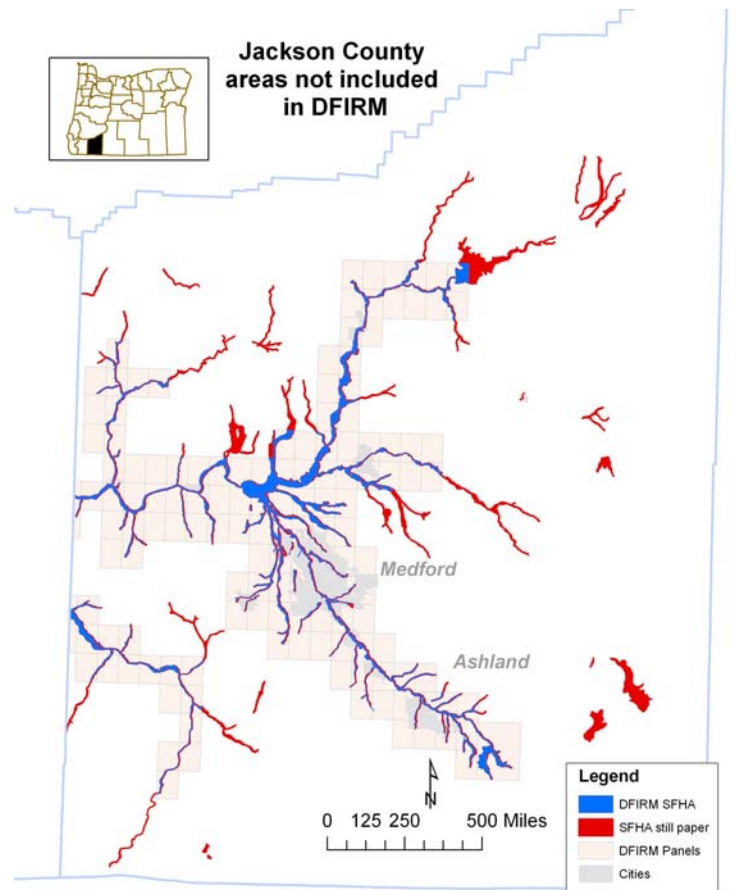 Jackson County
areas not included
in DFIRM
Medford
Ashland
N
0 125 250 500 Miles
Legend
DFIRM SFHA
SFHA still paper
DFIRM Panels
Cities